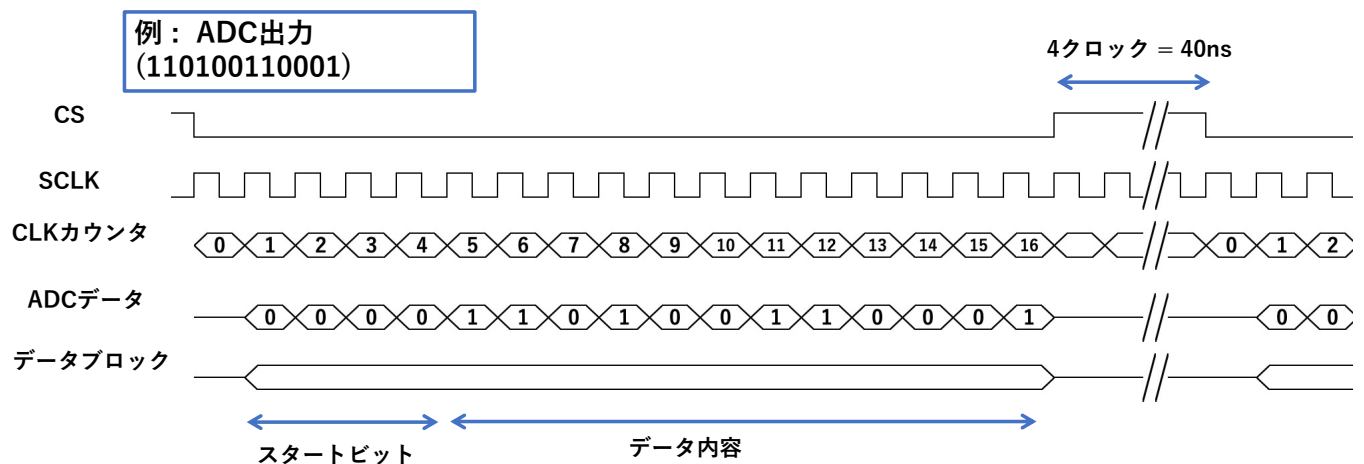 例： ADC出力
(110100110001)
4クロック = 40ns
CS
SCLK
CLKカウンタ
0 1 2 3 4 5 6 7 8 9 10 11 12 13 14 15 16 0 1 2
ADCデータ
0 0 0 0 1 1 0 1 0 0 1 1 0 0 0 1 0 0
データブロック
スタートビット
データ内容